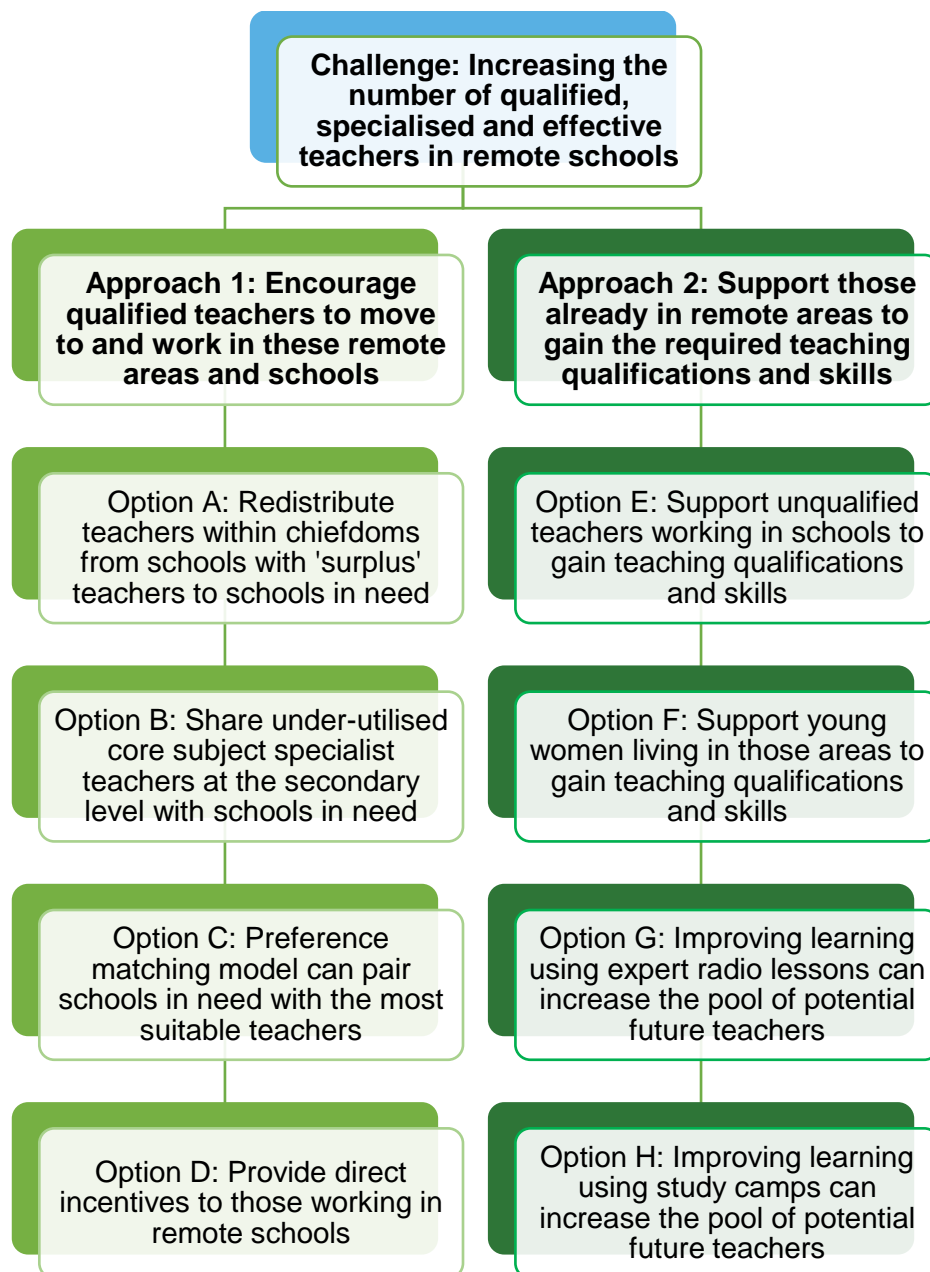 Challenge: Increasing the
number of qualified,
specialised and effective
teachers in remote schools
Approach 1: Encourage
qualified teachers to move
to and work in these remote
areas and schools
Option A: Redistribute
teachers within chiefdoms
from schools with 'surplus'
teachers to schools in need
Option B: Share under-utilised
core subject specialist
teachers at the secondary
level with schools in need
Option C: Preference
matching model can pair
schools in need with the most
suitable teachers
Option D: Provide direct
incentives to those working in
remote schools
Approach 2: Support those
already in remote areas to
gain the required teaching
qualifications and skills
Option E: Support unqualified
teachers working in schools to
gain teaching qualifications
and skills
Option F: Support young
women living in those areas to
gain teaching qualifications
and skills
Option G: Improving learning
using expert radio lessons can
increase the pool of potential
future teachers
Option H: Improving learning
using study camps can
increase the pool of potential
future teachers